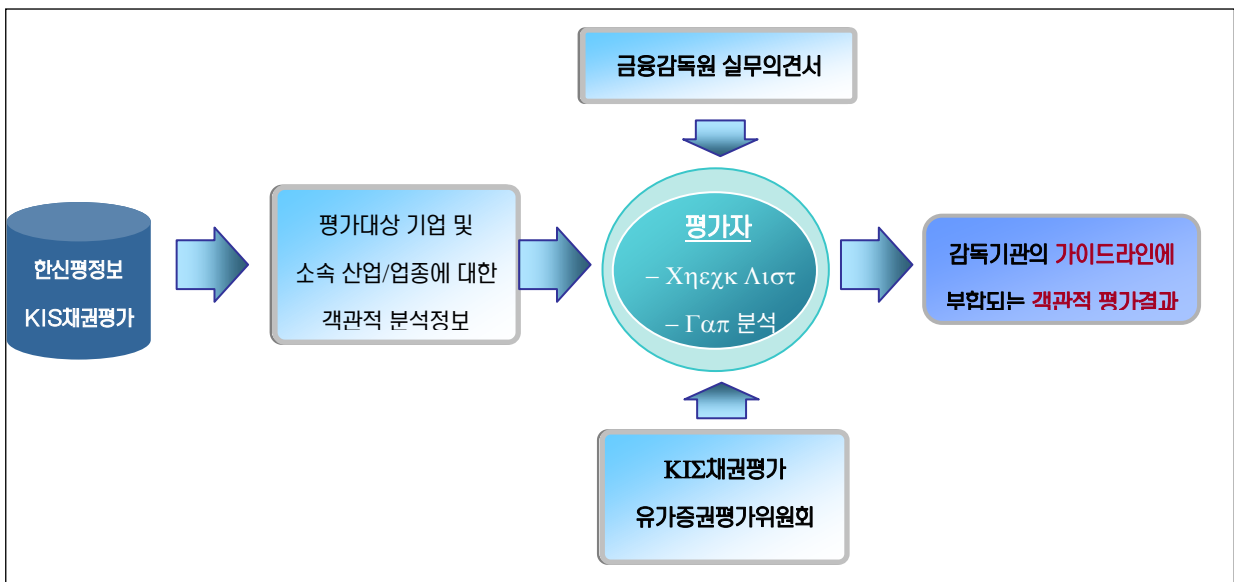 금융감독원 실무의견서
한신평정보
KIS채권평가
평가대상 기업 및
소속 산업/업종에 대한
객관적 분석정보
평가자
– Χηεχκ Λιστ
– Γαπ 분석
감독기관의 가이드라인에
부합되는 객관적 평가결과
ΚΙΣ채권평가
유가증권평가위원회